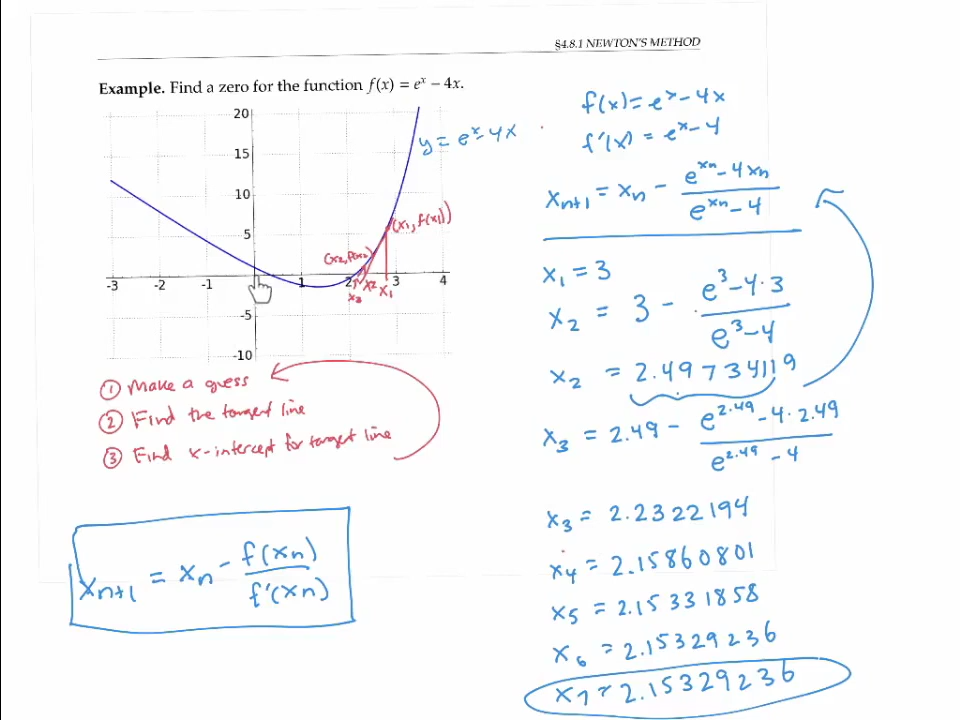 §4.8.1 NEWTON'S METHOD
Example. Find a zero for the function f(x) = e^x − 4x.
20
15
10
5
-3 -2 -1 1 2 3 4
-5
-10
y = e^x-4x
(x₁, f(x₁))
x₃ x₂ x₁
① Make a guess
② Find the tangent line
③ Find x-intercept for tangent line
xₙ₊₁ = xₙ - f(xₙ)/f'(xₙ)
f(x) = e^x - 4x
f'(x) = e^x - 4
xₙ₊₁ = xₙ - (e^xₙ - 4xₙ)/(e^xₙ - 4)
x₁ = 3
x₂ = 3 - (e^3 - 4·3)/(e^3 - 4)
x₂ = 2.497734119
x₃ = 2.49 - (e^2.49 - 4·2.49)/(e^2.49 - 4)
x₃ = 2.2322194
x₄ = 2.15860801
x₅ = 2.15331858
x₆ = 2.15329236
x₇ = 2.15329236